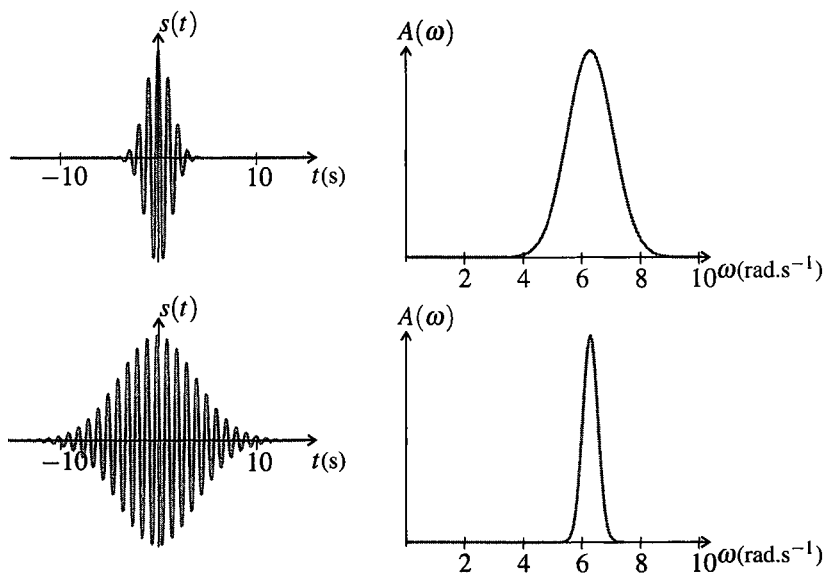 s(t)
−10 10 t(s)
A(ω)
2 4 6 8 10 ω(rad.s⁻¹)
s(t)
−10 10 t(s)
A(ω)
2 4 6 8 10 ω(rad.s⁻¹)